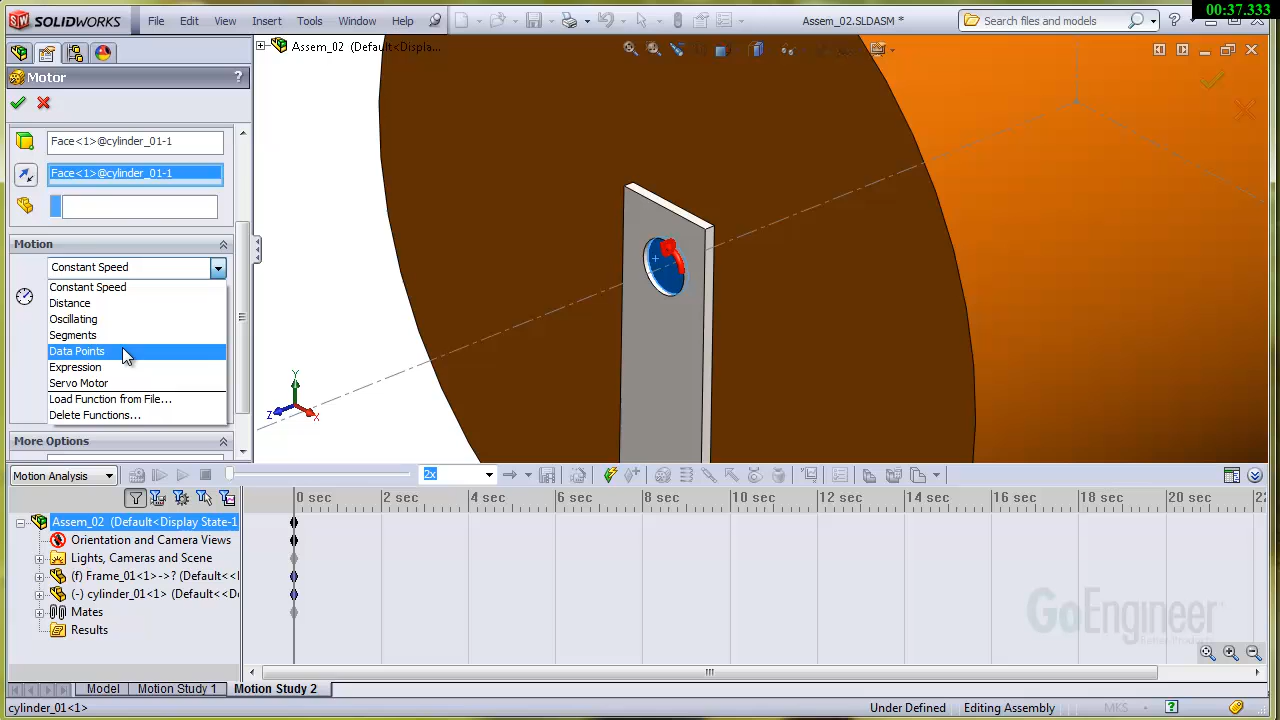 00:37.333
SOLIDWORKS File Edit View Insert Tools Window Help Assem_02.SLDASM * Search files and models ?
Assem_02 (Default<Displa...
Motor ?
Face<1>@cylinder_01-1
Face<1>@cylinder_01-1
Motion
Constant Speed
Constant Speed
Distance
Oscillating
Segments
Data Points
Expression
Servo Motor
Load Function from File...
Delete Functions...
More Options
Y
Z
X
Motion Analysis 2x
0 sec 2 sec 4 sec 6 sec 8 sec 10 sec 12 sec 14 sec 16 sec 18 sec 20 sec 22
Assem_02 (Default<Display State-1
Orientation and Camera Views
Lights, Cameras and Scene
(f) Frame_01<1>->? (Default<<
(-) cylinder_01<1> (Default<<D
Mates
Results
GoEngineer
Model Motion Study 1 Motion Study 2
cylinder_01<1> Under Defined Editing Assembly MKS ?